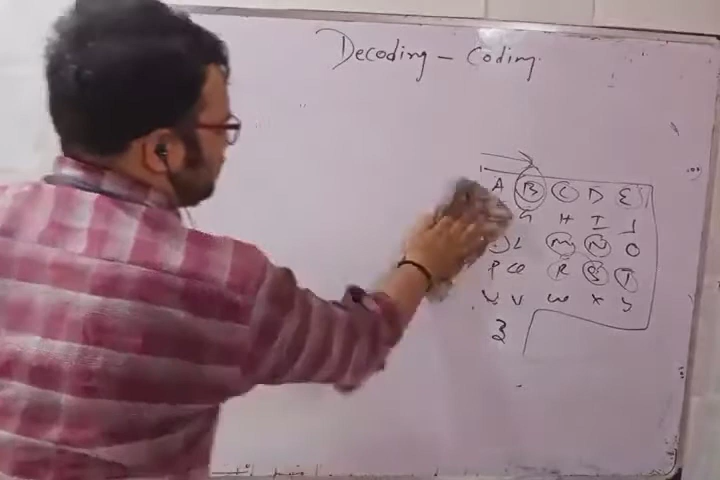 Decoding - Coding
A B C D E
G H I J
L M N O
P Q R S T
U V W X Y
Z